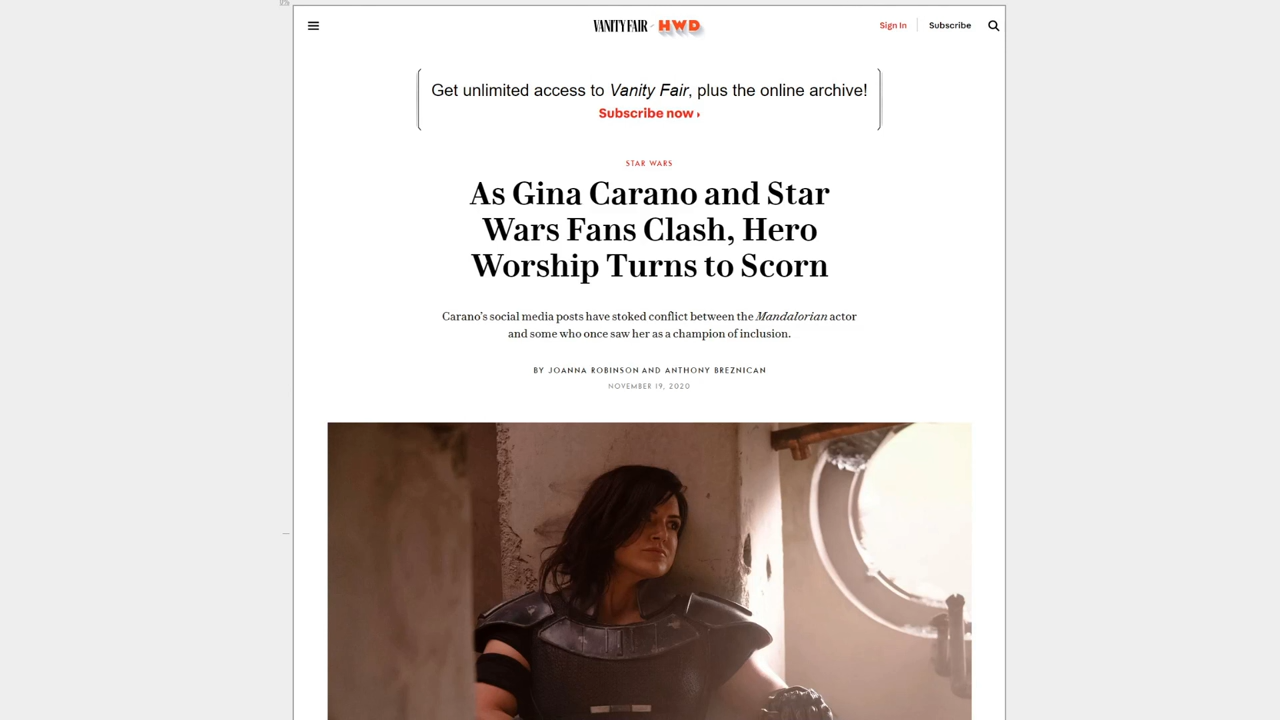 VANITY FAIR HWD
Sign In
Subscribe
Get unlimited access to Vanity Fair, plus the online archive!
Subscribe now
STAR WARS
As Gina Carano and Star
Wars Fans Clash, Hero
Worship Turns to Scorn
Carano's social media posts have stoked conflict between the Mandalorian actor
and some who once saw her as a champion of inclusion.
BY JOANNA ROBINSON AND ANTHONY BREZNICAN
NOVEMBER 19, 2020